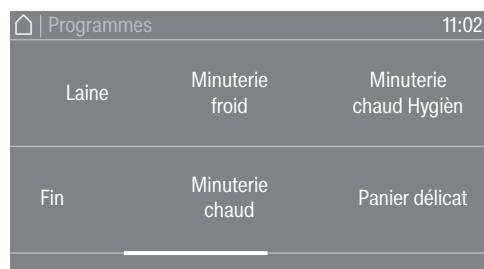 | Programmes
11:02
Laine
Minuterie
froid
Minuterie
chaud Hygièn
Fin
Minuterie
chaud
Panier délicat